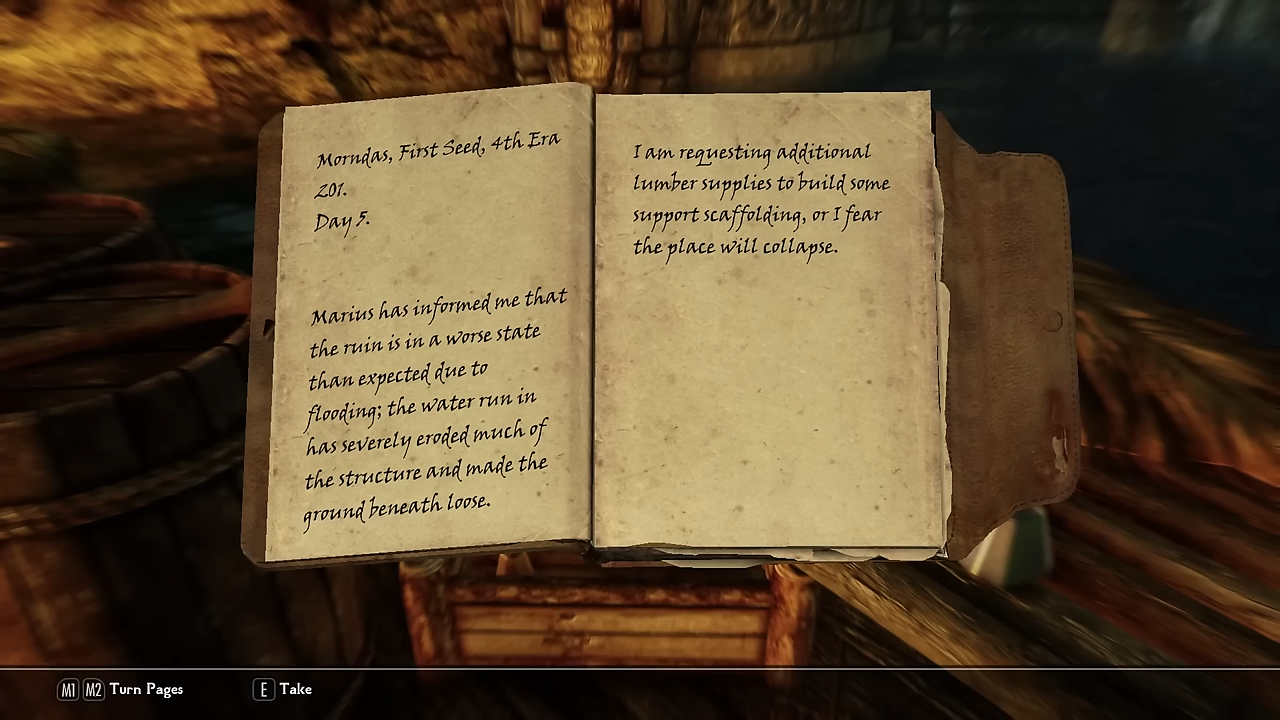 Morndas, First Seed, 4th Era
201.
Day 5.
Marius has informed me that
the ruin is in a worse state
than expected due to
flooding; the water run in
has severely eroded much of
the structure and made the
ground beneath loose.
I am requesting additional
lumber supplies to build some
support scaffolding, or I fear
the place will collapse.
M1 M2 Turn Pages
E Take